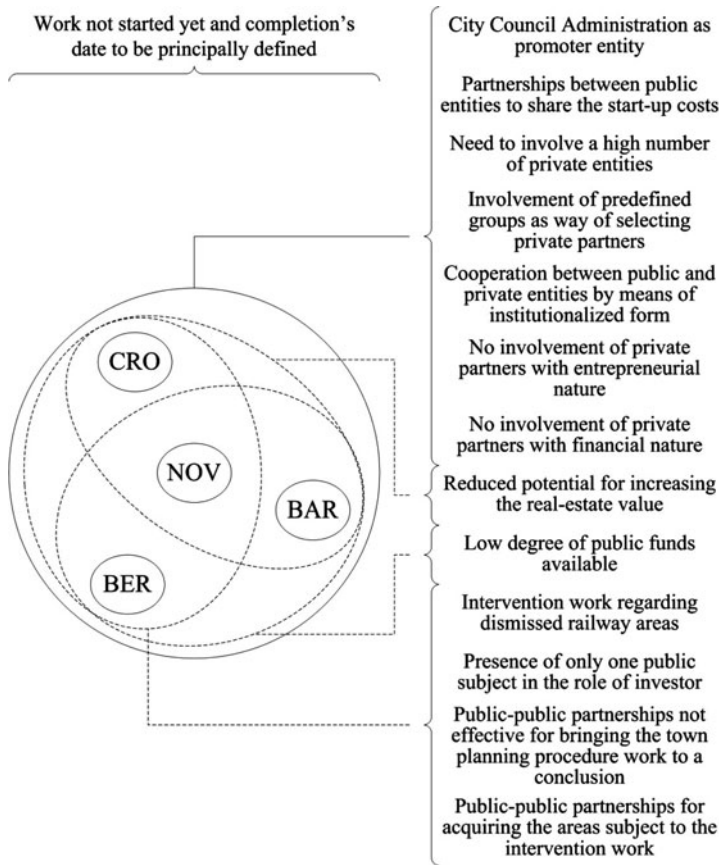 Work not started yet and completion's
date to be principally defined
City Council Administration as
promoter entity
Partnerships between public
entities to share the start-up costs
Need to involve a high number
of private entities
Involvement of predefined
groups as way of selecting
private partners
Cooperation between public and
private entities by means of
institutionalized form
No involvement of private
partners with entrepreneurial
nature
No involvement of private
partners with financial nature
Reduced potential for increasing
the real-estate value
Low degree of public funds
available
Intervention work regarding
dismissed railway areas
Presence of only one public
subject in the role of investor
Public-public partnerships not
effective for bringing the town
planning procedure work to a
conclusion
Public-public partnerships for
acquiring the areas subject to the
intervention work
CRO
NOV
BAR
BER